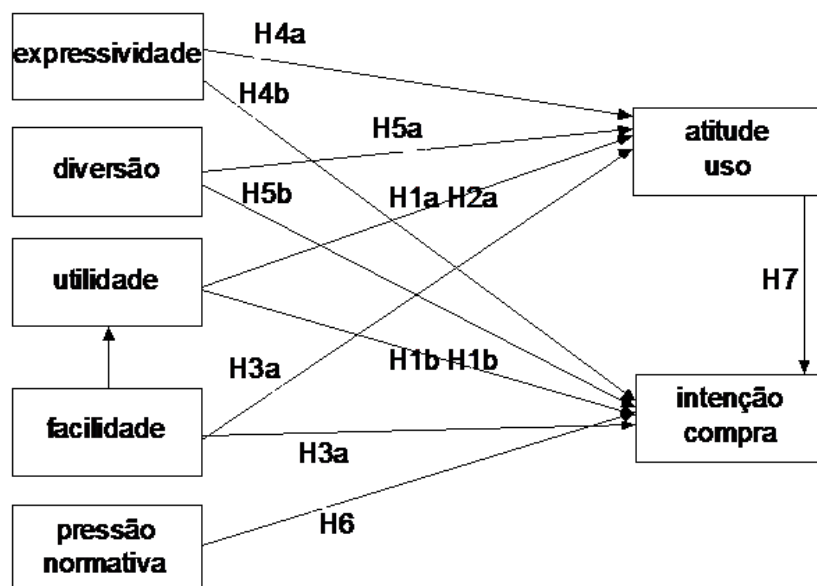 expressividade
H4a
H4b
diversão
H5a
H5b
atitude
uso
H1a H2a
utilidade
H7
H3a
H1b H1b
facilidade
H3a
intenção
compra
pressão
normativa
H6